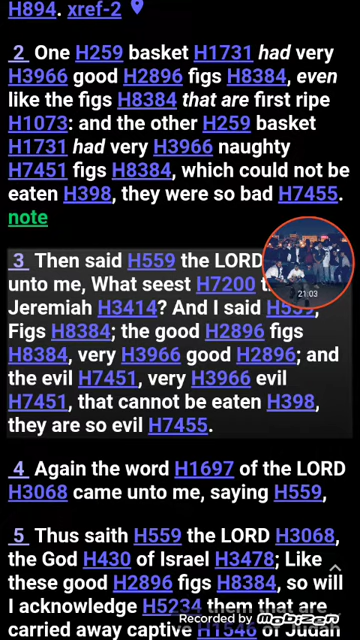 H894. xref-2
2 One H259 basket H1731 had very
H3966 good H2896 figs H8384, even
like the figs H8384 that are first ripe
H1073: and the other H259 basket
H1731 had very H3966 naughty
H7451 figs H8384, which could not be
eaten H398, they were so bad H7455.
note
3 Then said H559 the LORD
unto me, What seest H7200
Jeremiah H3414? And I said H559,
21:03
Figs H8384; the good H2896 figs
H8384, very H3966 good H2896; and
the evil H7451, very H3966 evil
H7451, that cannot be eaten H398,
they are so evil H7455.
4 Again the word H1697 of the LORD
H3068 came unto me, saying H559,
5 Thus saith H559 the LORD H3068,
the God H430 of Israel H3478; Like
these good H2896 figs H8384, so will
I acknowledge H5234 them that are
carried away captive H1546 of Judah
Recorded by mobizen